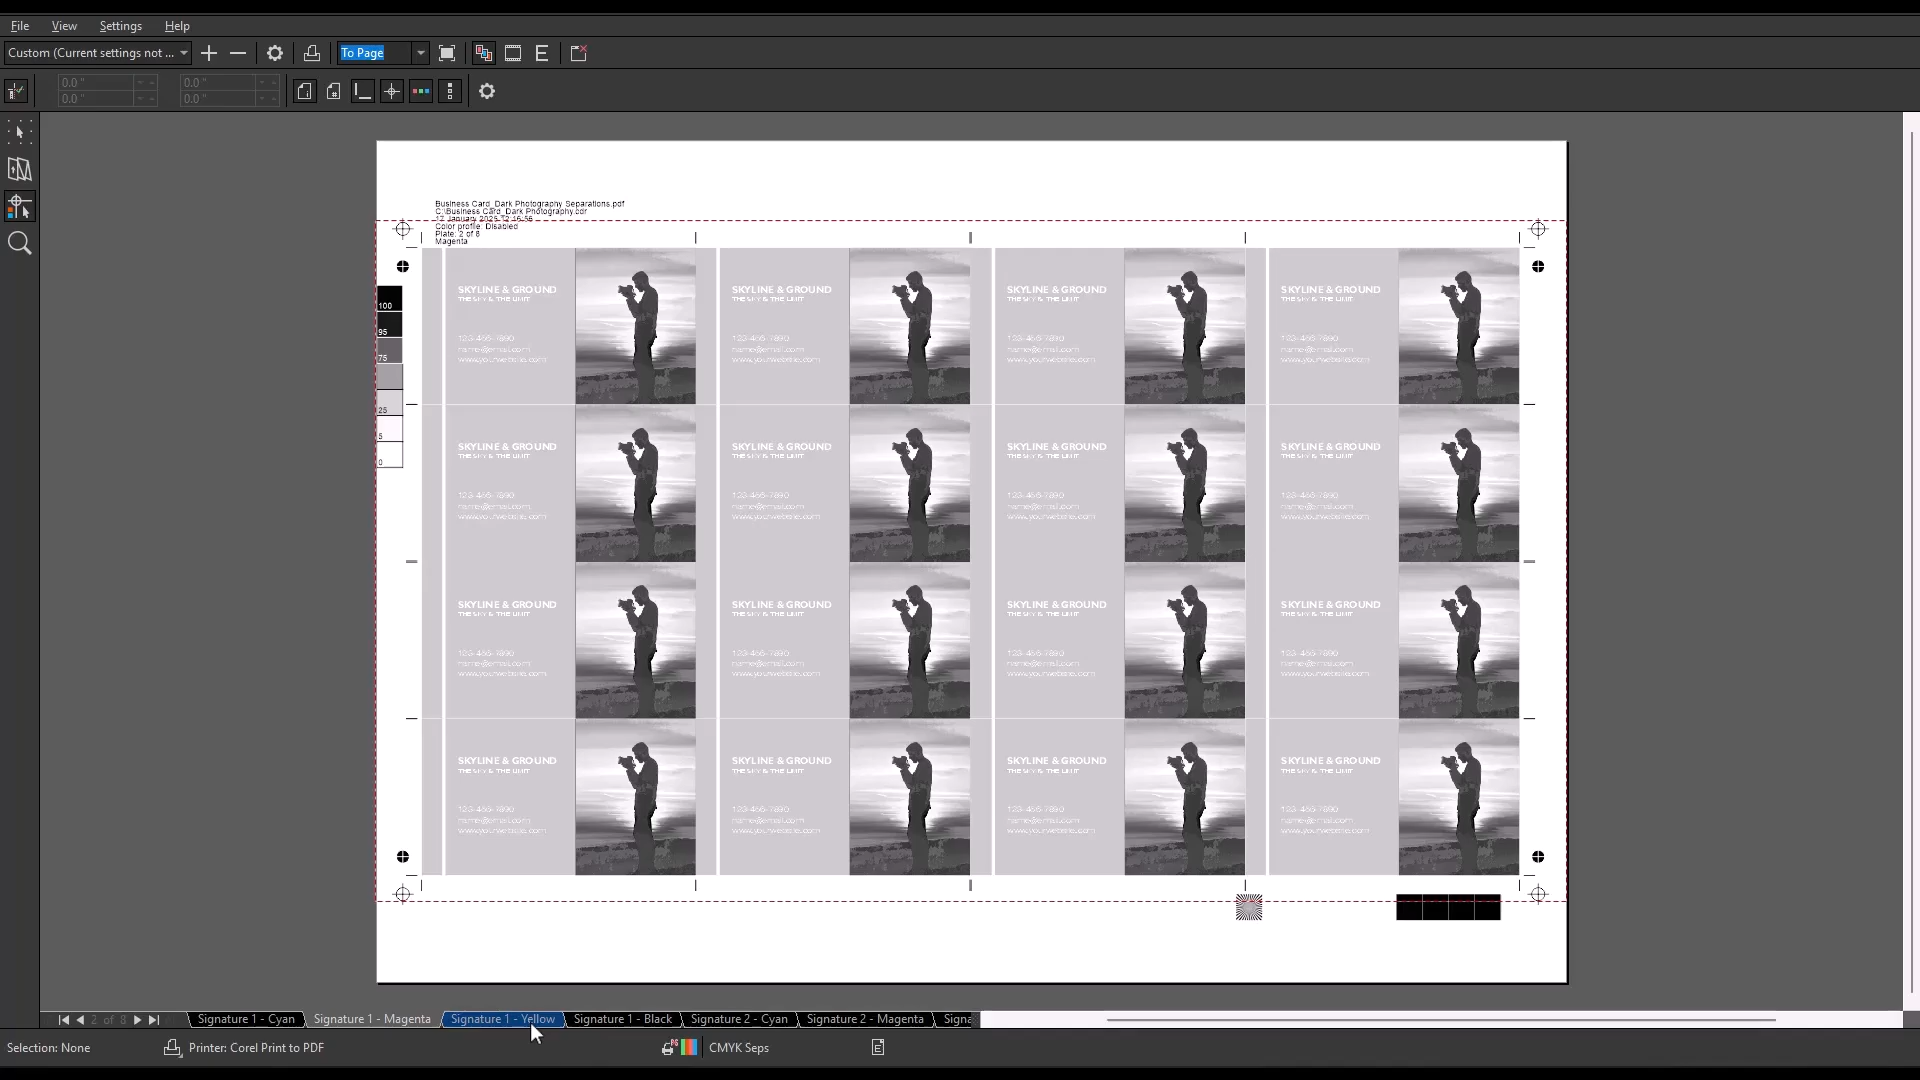 File View Settings Help
Custom (Current settings not ...
To Page
E
0.0 " 0.0 "
0.0 " 0.0 "
Business Card_Dark Photography Separations.pdf
C:\Business Card_Dark Photography.cdr
17 January 2025 12:16:56
Color profile: Disabled
Plate: 2 of 8
Magenta
100
95
75
25
5
0
SKYLINE & GROUND SKYLINE & GROUND SKYLINE & GROUND SKYLINE & GROUND
THE SKY & THE LIMIT THE SKY & THE LIMIT THE SKY & THE LIMIT THE SKY & THE LIMIT
123-456-7890 123-456-7890 123-456-7890 123-456-7890
name@email.com name@email.com name@email.com name@email.com
www.yourwebsite.com www.yourwebsite.com www.yourwebsite.com www.yourwebsite.com
SKYLINE & GROUND SKYLINE & GROUND SKYLINE & GROUND SKYLINE & GROUND
THE SKY & THE LIMIT THE SKY & THE LIMIT THE SKY & THE LIMIT THE SKY & THE LIMIT
123-456-7890 123-456-7890 123-456-7890 123-456-7890
name@email.com name@email.com name@email.com name@email.com
www.yourwebsite.com www.yourwebsite.com www.yourwebsite.com www.yourwebsite.com
SKYLINE & GROUND SKYLINE & GROUND SKYLINE & GROUND SKYLINE & GROUND
THE SKY & THE LIMIT THE SKY & THE LIMIT THE SKY & THE LIMIT THE SKY & THE LIMIT
123-456-7890 123-456-7890 123-456-7890 123-456-7890
name@email.com name@email.com name@email.com name@email.com
www.yourwebsite.com www.yourwebsite.com www.yourwebsite.com www.yourwebsite.com
SKYLINE & GROUND SKYLINE & GROUND SKYLINE & GROUND SKYLINE & GROUND
THE SKY & THE LIMIT THE SKY & THE LIMIT THE SKY & THE LIMIT THE SKY & THE LIMIT
123-456-7890 123-456-7890 123-456-7890 123-456-7890
name@email.com name@email.com name@email.com name@email.com
www.yourwebsite.com www.yourwebsite.com www.yourwebsite.com www.yourwebsite.com
2 of 8 Signature 1 - Cyan Signature 1 - Magenta Signature 1 - Yellow Signature 1 - Black Signature 2 - Cyan Signature 2 - Magenta Signa
Selection: None Printer: Corel Print to PDF CMYK Seps